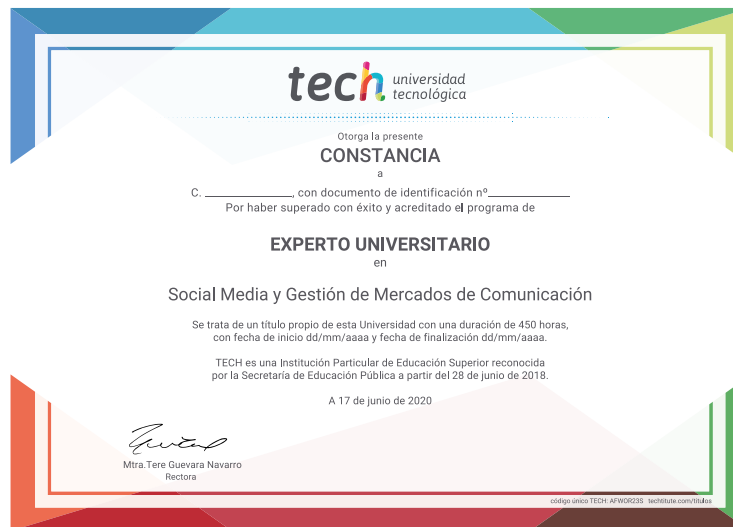 tech universidad
tecnológica
Otorga la presente
CONSTANCIA
a
C. ______________, con documento de identificación nº_____________
Por haber superado con éxito y acreditado el programa de
EXPERTO UNIVERSITARIO
en
Social Media y Gestión de Mercados de Comunicación
Se trata de un título propio de esta Universidad con una duración de 450 horas,
con fecha de inicio dd/mm/aaaa y fecha de finalización dd/mm/aaaa.
TECH es una Institución Particular de Educación Superior reconocida
por la Secretaría de Educación Pública a partir del 28 de junio de 2018.
A 17 de junio de 2020
Mtra.Tere Guevara Navarro
Rectora
código único TECH: AFWOR23S techtitute.com/títulos